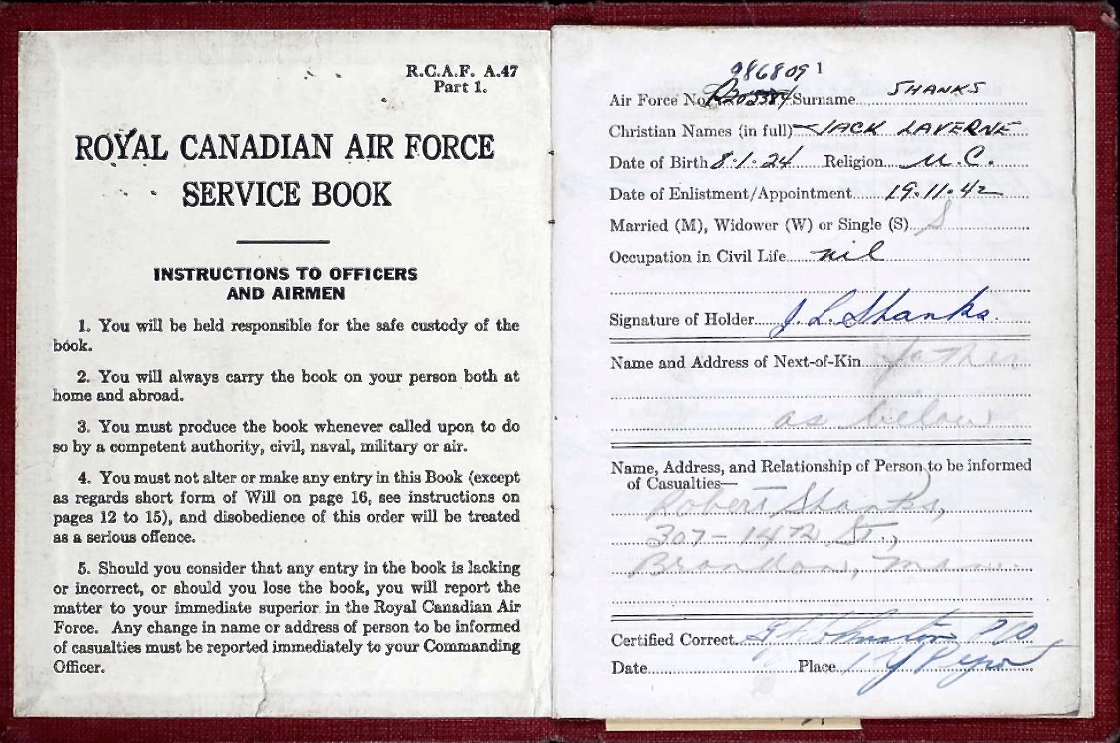 R.C.A.F. A.47
Part 1.
ROYAL CANADIAN AIR FORCE
SERVICE BOOK
INSTRUCTIONS TO OFFICERS
AND AIRMEN
1. You will be held responsible for the safe custody of the
book.
2. You will always carry the book on your person both at
home and abroad.
3. You must produce the book whenever called upon to do
so by a competent authority, civil, naval, military or air.
4. You must not alter or make any entry in this Book (except
as regards short form of Will on page 16, see instructions on
pages 12 to 15), and disobedience of this order will be treated
as a serious offence.
5. Should you consider that any entry in the book is lacking
or incorrect, or should you lose the book, you will report the
matter to your immediate superior in the Royal Canadian Air
Force. Any change in name or address of person to be informed
of casualties must be reported immediately to your Commanding
Officer.
1
Air Force No. Surname SHANKS
Christian Names (in full)— JACK LAVERNE
Date of Birth 8.1.24 Religion U.C.
Date of Enlistment/Appointment 19.11.42
Married (M), Widower (W) or Single (S) S
Occupation in Civil Life nil
Signature of Holder J. L. Shanks.
Name and Address of Next-of-Kin father
as below
Name, Address, and Relationship of Person to be informed
of Casualties—
Robert Shanks,
307-14th St.,
Brandon, Man.
Certified Correct
Date Place